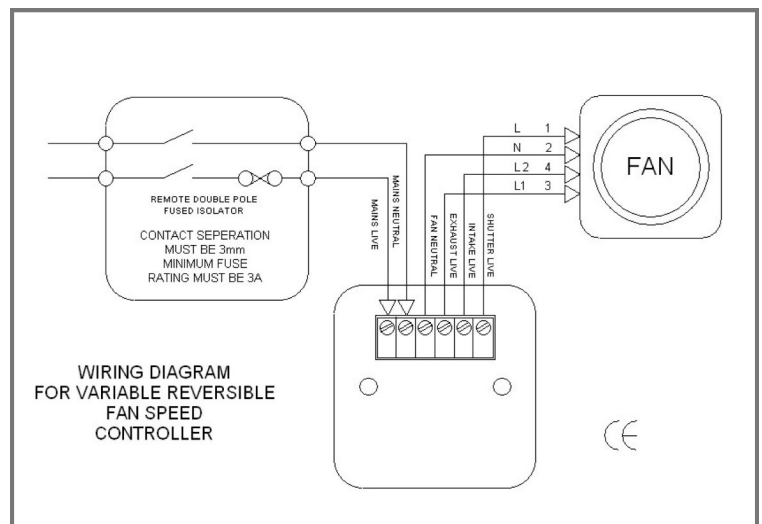 REMOTE DOUBLE POLE
FUSED ISOLATOR
CONTACT SEPERATION
MUST BE 3mm
MINIMUM FUSE
RATING MUST BE 3A
MAINS LIVE
MAINS NEUTRAL
FAN NEUTRAL
EXHAUST LIVE
INTAKE LIVE
SHUTTER LIVE
L 1
N 2
L2 4
L1 3
FAN
WIRING DIAGRAM
FOR VARIABLE REVERSIBLE
FAN SPEED
CONTROLLER
CE